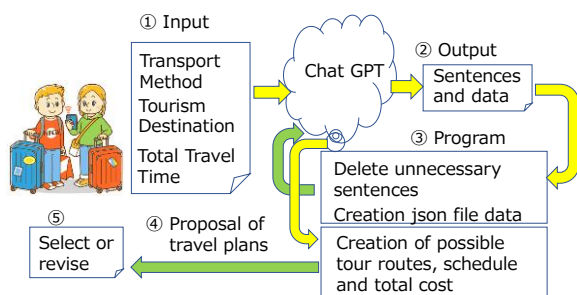 ① Input
Transport
Method
Tourism
Destination
Total Travel
Time
Chat GPT
② Output
Sentences
and data
③ Program
Delete unnecessary
sentences
Creation json file data
Creation of possible
tour routes, schedule
and total cost
④ Proposal of
travel plans
⑤
Select or
revise